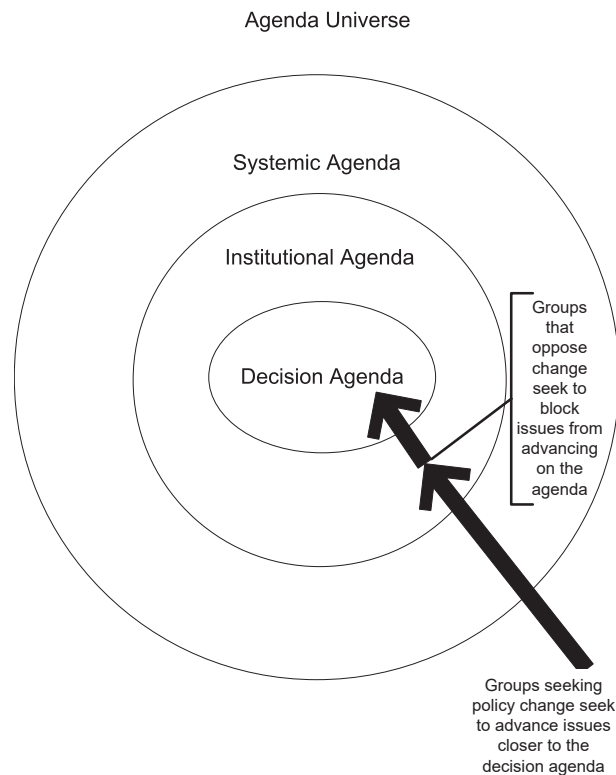 Agenda Universe
Systemic Agenda
Institutional Agenda
Decision Agenda
Groups
that
oppose
change
seek to
block
issues from
advancing
on the
agenda
Groups seeking
policy change seek
to advance issues
closer to the
decision agenda